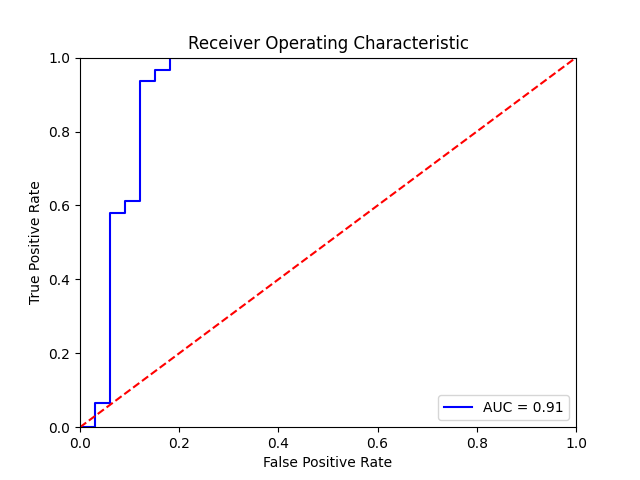 Receiver Operating Characteristic
1.0
0.8
0.6
0.4
0.2
0.0
True Positive Rate
AUC = 0.91
0.0 0.2 0.4 0.6 0.8 1.0
False Positive Rate